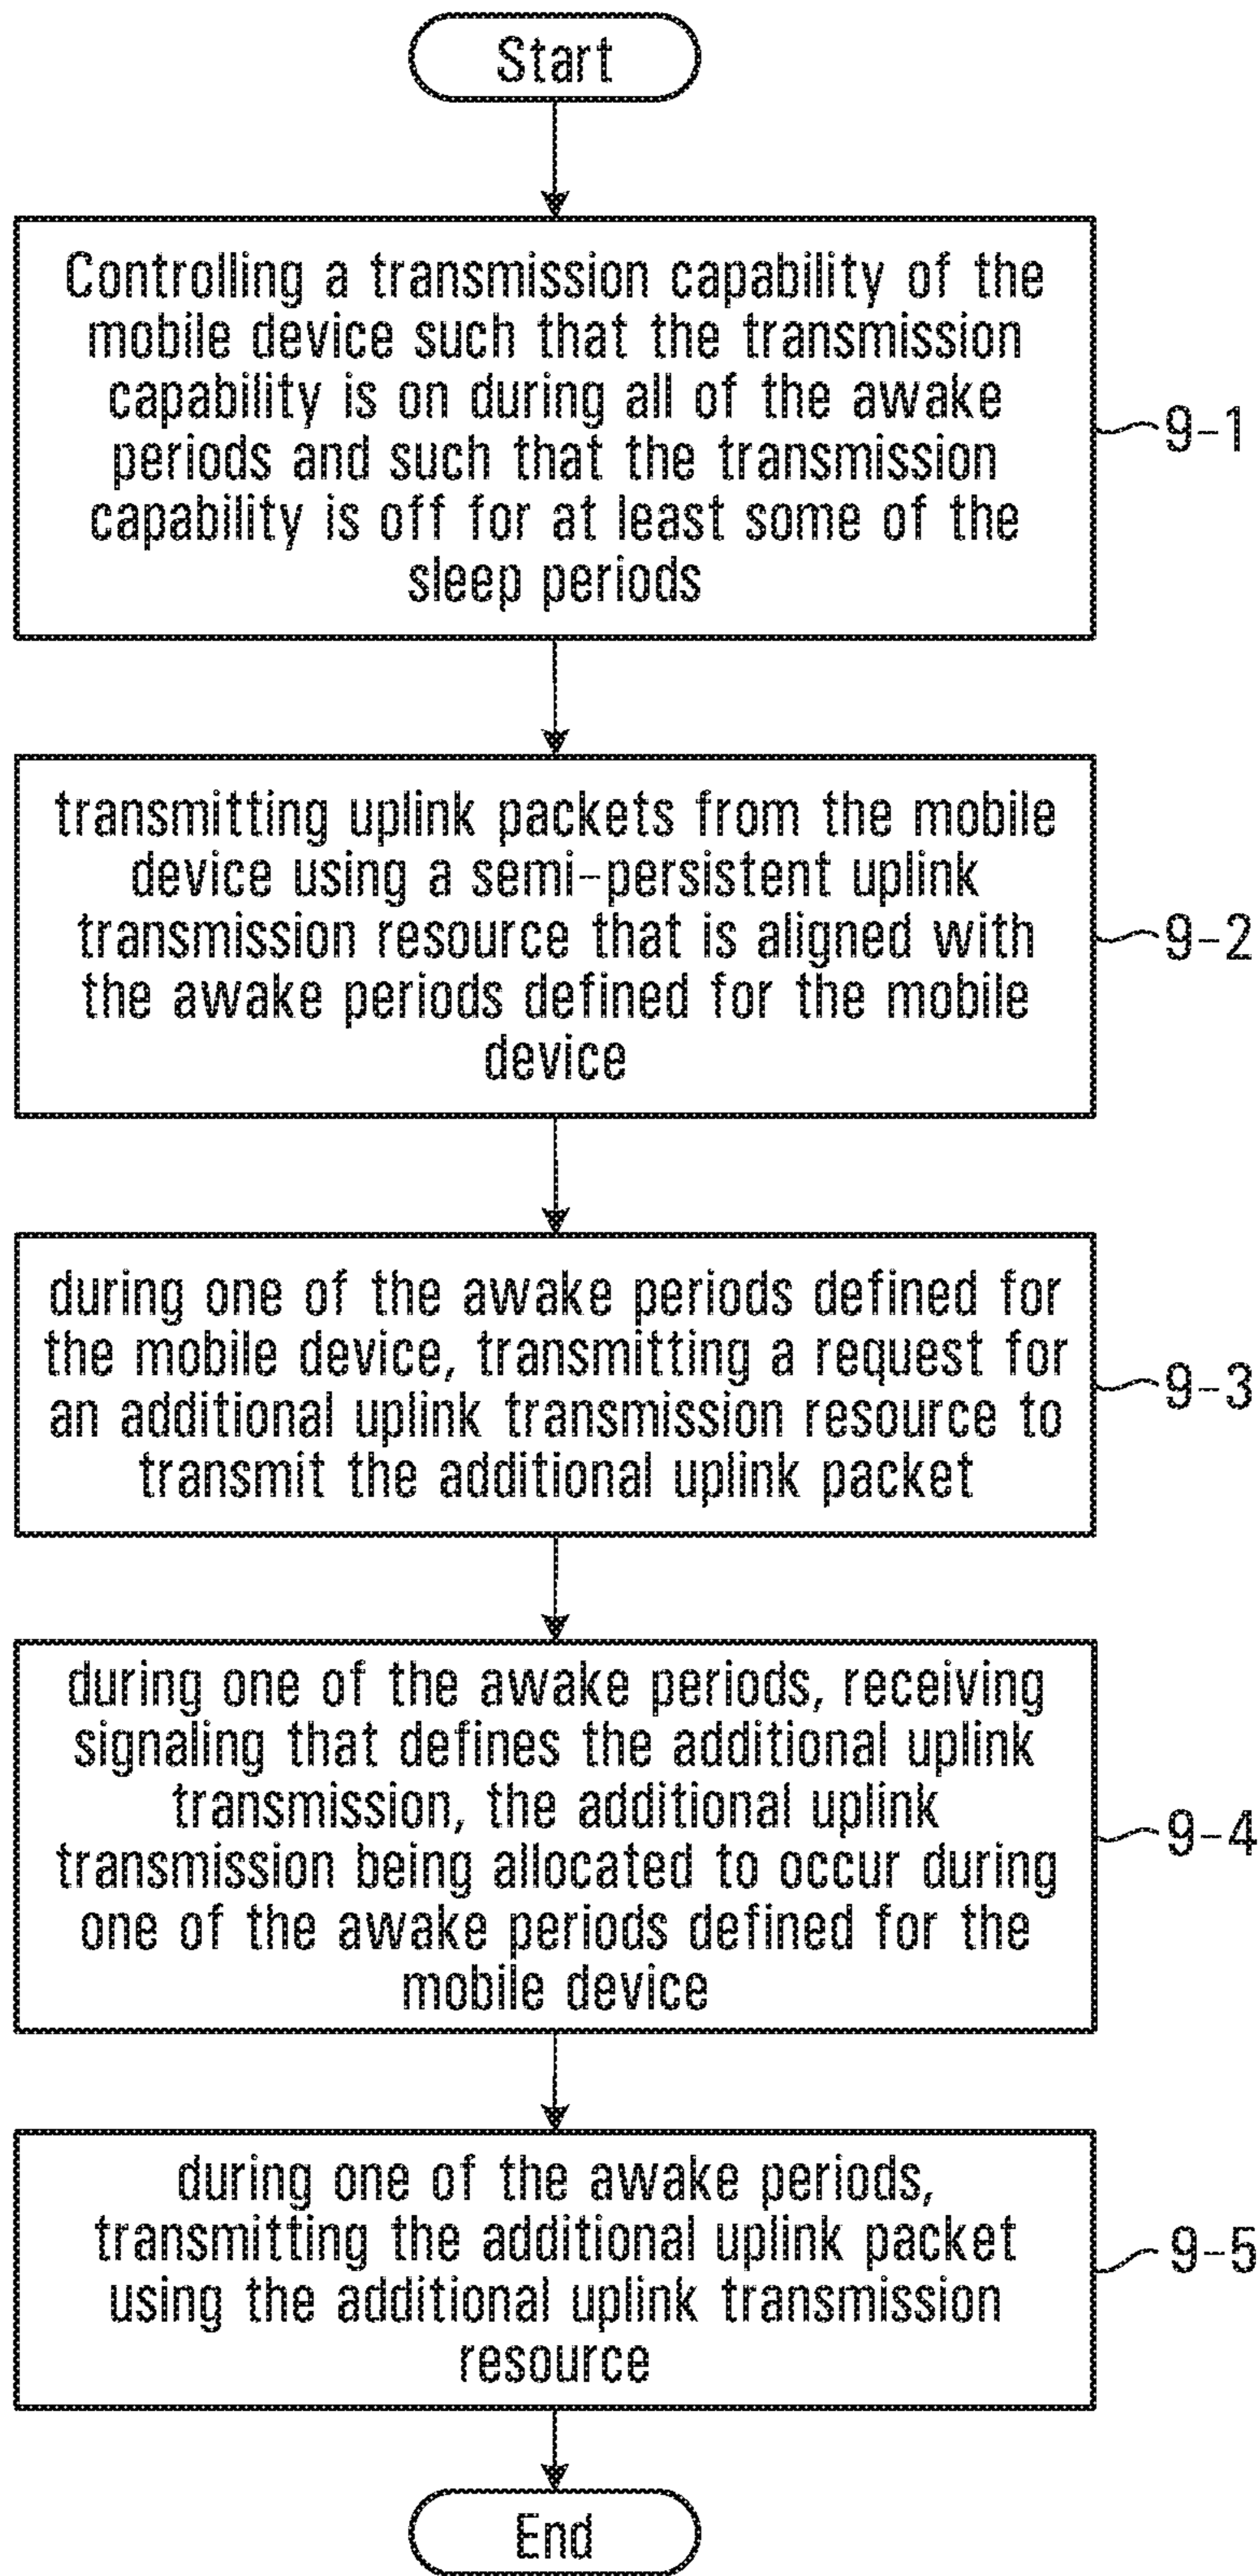 Start
Controlling a transmission capability of the
mobile device such that the transmission
capability is on during all of the awake
periods and such that the transmission
capability is off for at least some of the
sleep periods
9-1
transmitting uplink packets from the mobile
device using a semi-persistent uplink
transmission resource that is aligned with
the awake periods defined for the mobile
device
9-2
during one of the awake periods defined for
the mobile device, transmitting a request for
an additional uplink transmission resource to
transmit the additional uplink packet
9-3
during one of the awake periods, receiving
signaling that defines the additional uplink
transmission, the additional uplink
transmission being allocated to occur during
one of the awake periods defined for the
mobile device
9-4
during one of the awake periods,
transmitting the additional uplink packet
using the additional uplink transmission
resource
9-5
End